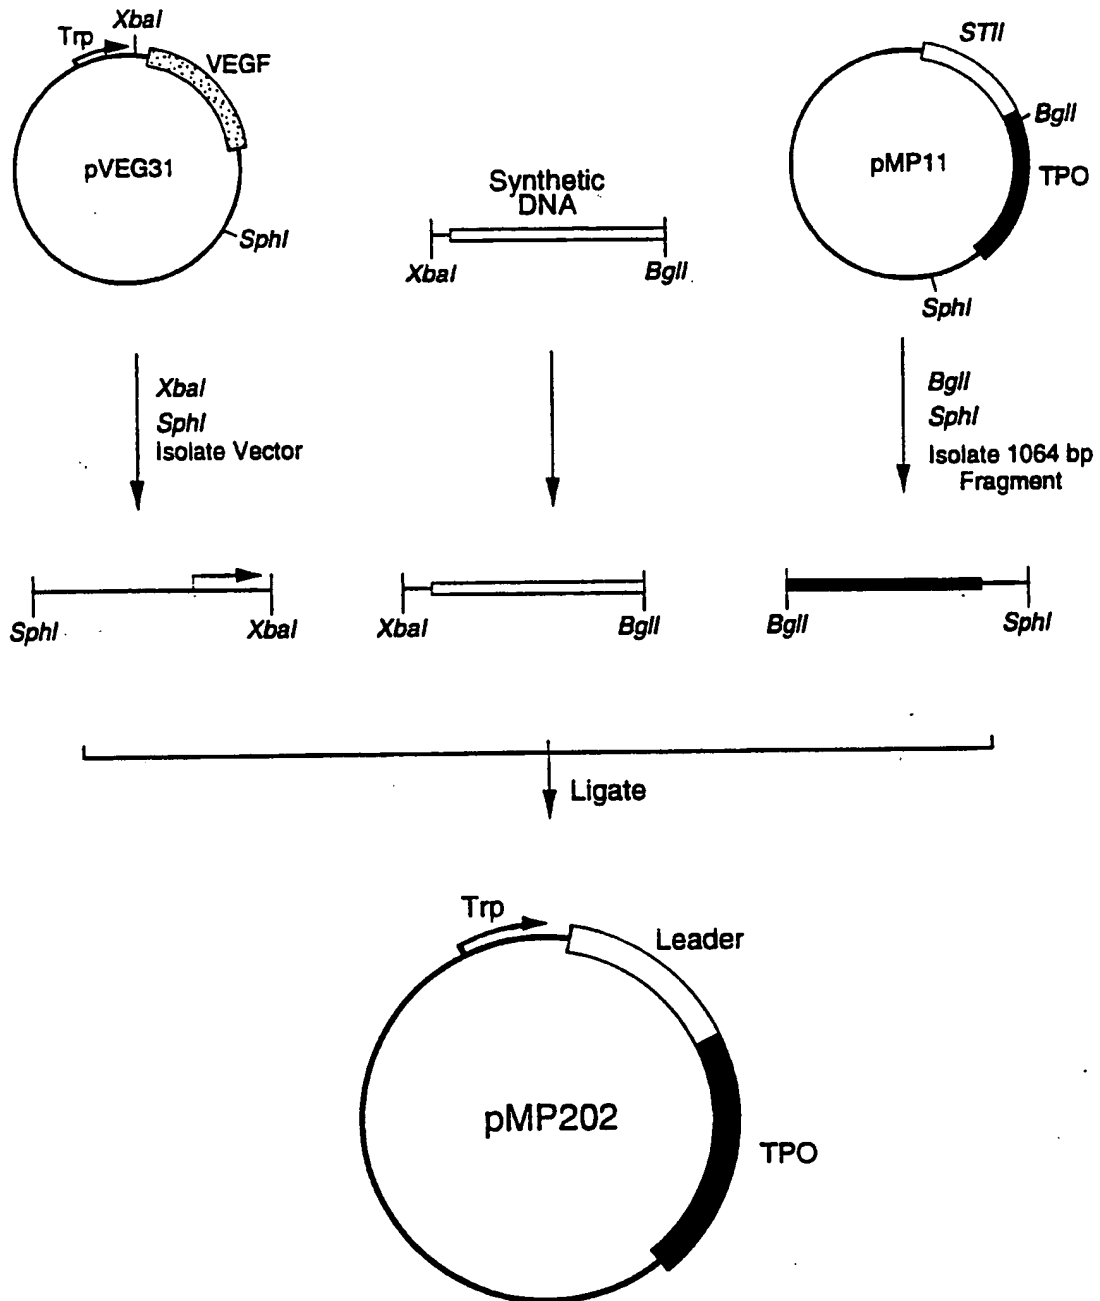 XbaI
Trp
VEGF
pVEG31
SphI
Synthetic
DNA
XbaI
BglI
STII
BglI
pMP11
TPO
SphI
XbaI
SphI
Isolate Vector
BglI
SphI
Isolate 1064 bp
Fragment
SphI
XbaI
XbaI
BglI
BglI
SphI
Ligate
Trp
Leader
pMP202
TPO